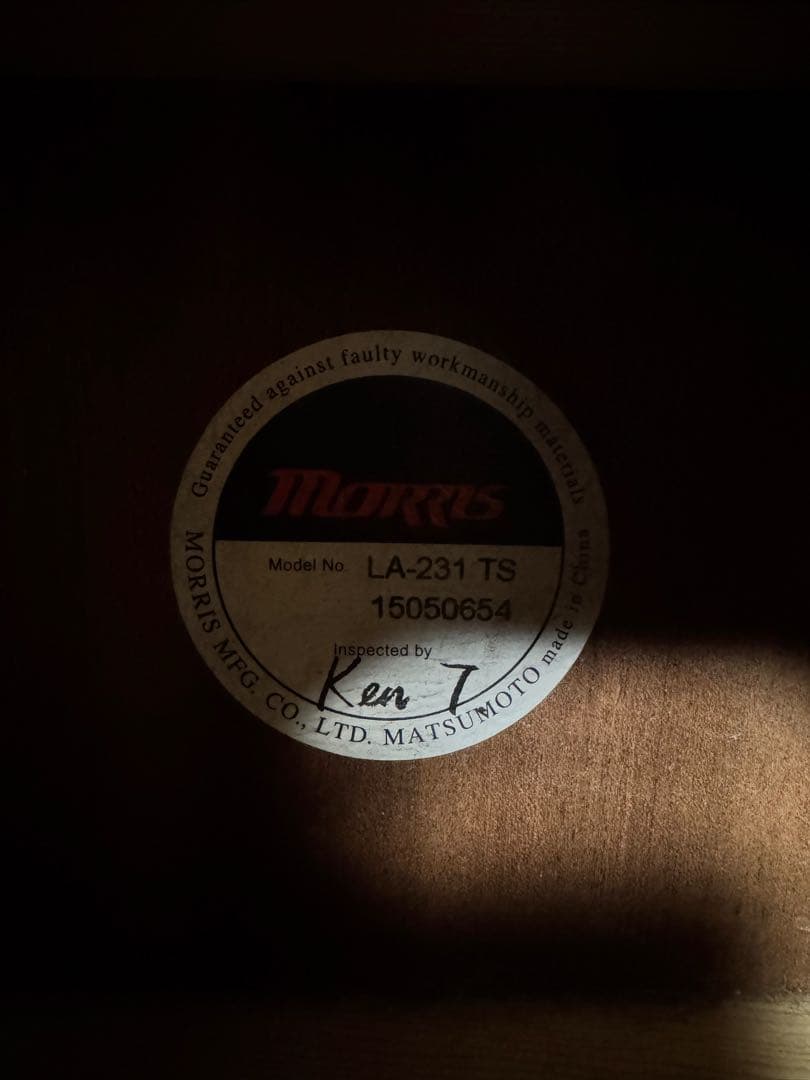 Guaranteed against faulty workmanship materials
MORRIS
Model No. LA-231 TS
15050654
Inspected by
Ken T.
MORRIS MFG. CO., LTD. MATSUMOTO made in China